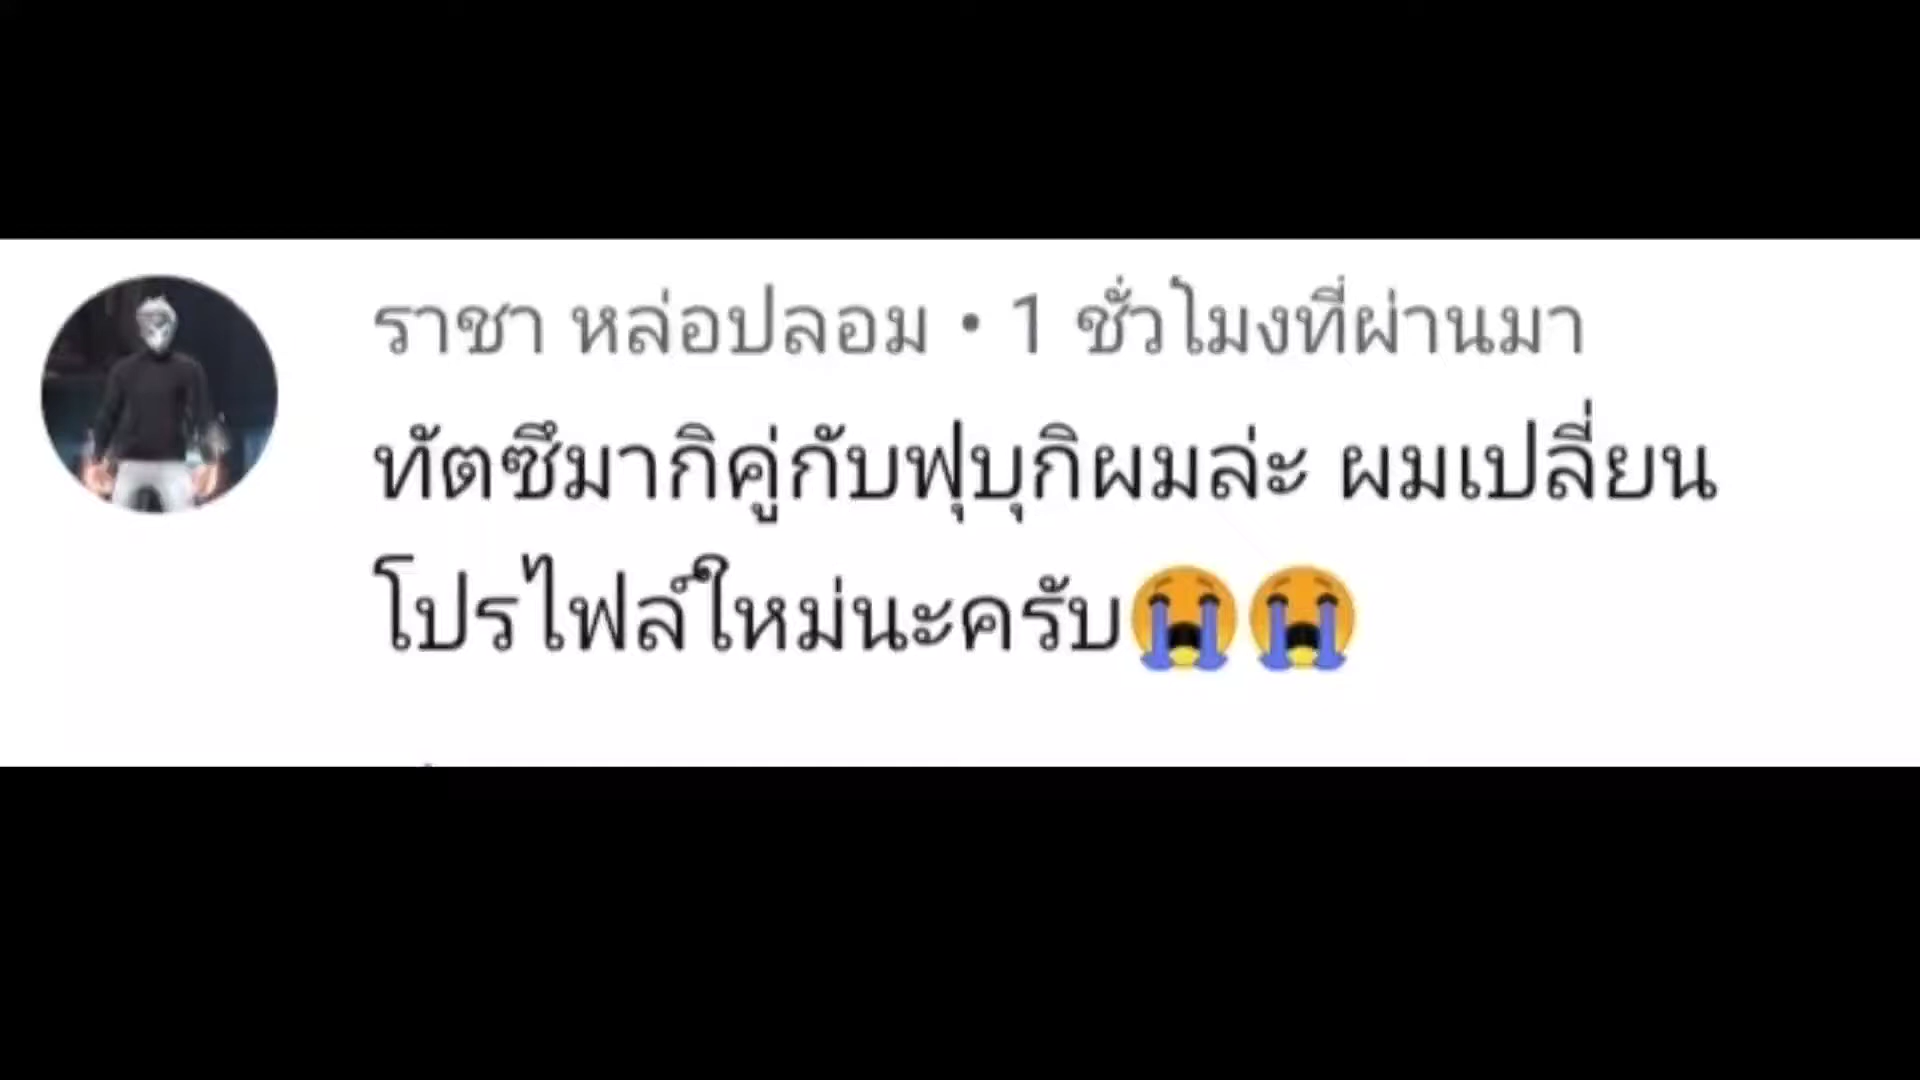 ราชา หล่อปลอม • 1 ชั่วโมงที่ผ่านมา
ทัตซึมากิคู่กับฟุบุกิผมล่ะ ผมเปลี่ยน
โปรไฟล์ใหม่นะครับ😭😭